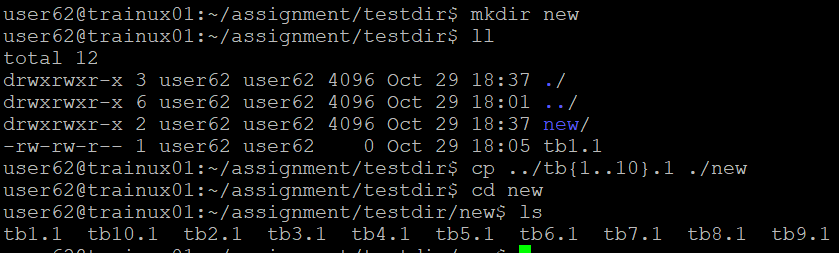 user62@trainux01:~/assignment/testdir$ mkdir new
user62@trainux01:~/assignment/testdir$ ll
total 12
drwxrwxr-x 3 user62 user62 4096 Oct 29 18:37 ./
drwxrwxr-x 6 user62 user62 4096 Oct 29 18:01 ../
drwxrwxr-x 2 user62 user62 4096 Oct 29 18:37 new/
-rw-rw-r-- 1 user62 user62    0 Oct 29 18:05 tb1.1
user62@trainux01:~/assignment/testdir$ cp ../tb{1..10}.1 ./new
user62@trainux01:~/assignment/testdir$ cd new
user62@trainux01:~/assignment/testdir/new$ ls
tb1.1  tb10.1  tb2.1  tb3.1  tb4.1  tb5.1  tb6.1  tb7.1  tb8.1  tb9.1
user62@trainux01:~/assignment/testdir/new$